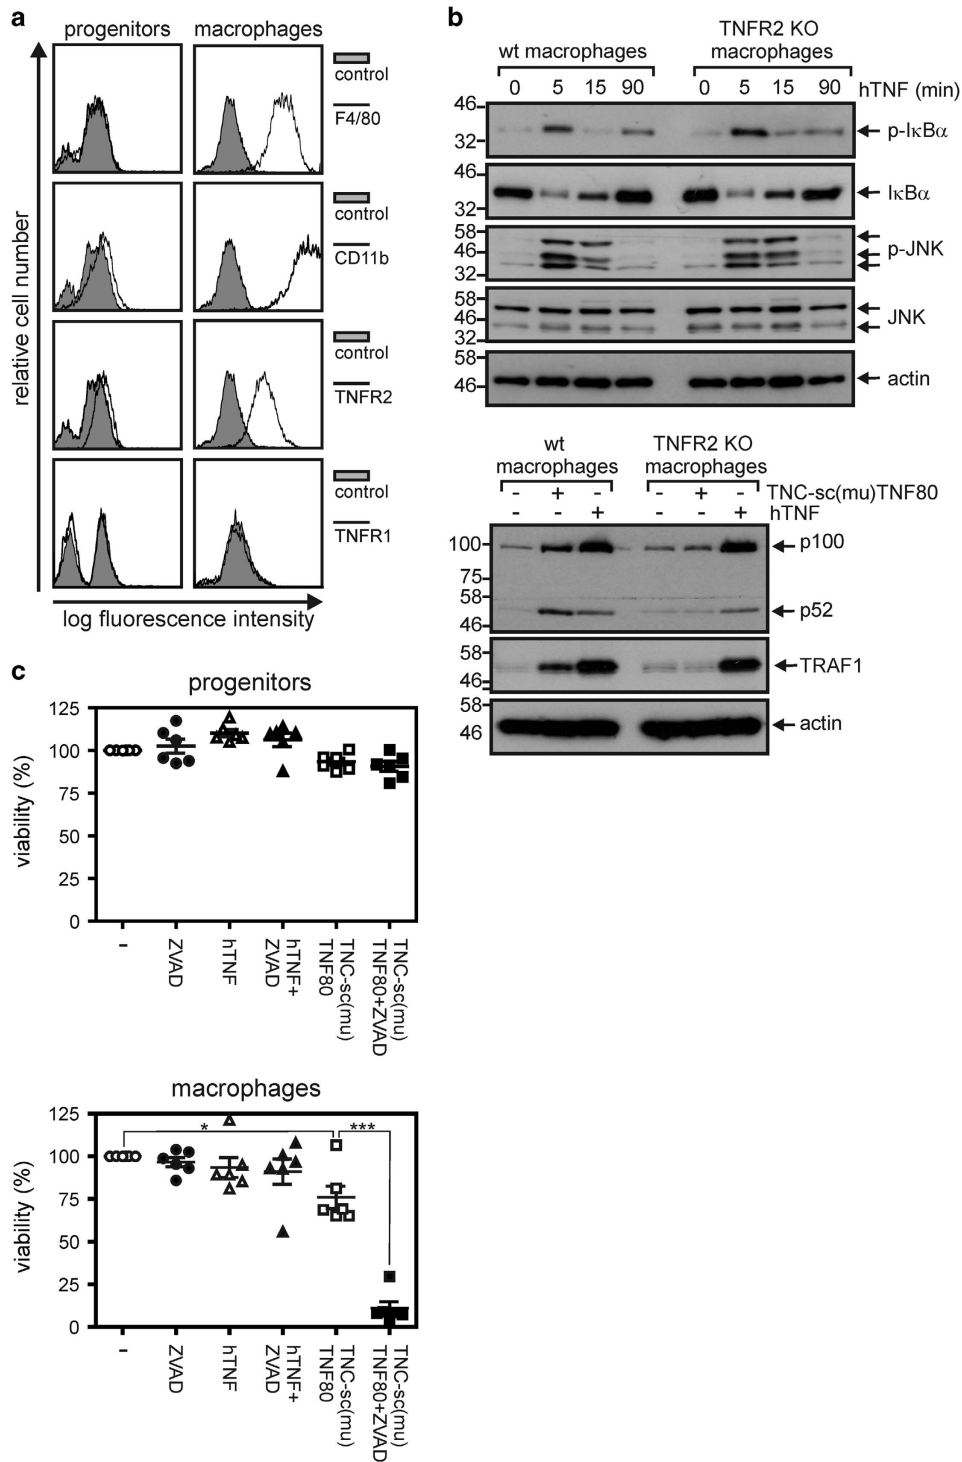 a
progenitors
macrophages
control
F4/80
control
CD11b
control
TNFR2
control
TNFR1
relative cell number
log fluorescence intensity
b
wt macrophages
TNFR2 KO
macrophages
0 5 15 90 0 5 15 90 hTNF (min)
46
32
p-IκBα
46
32
IκBα
58
46
32
p-JNK
58
46
32
JNK
58
46
actin
wt
macrophages
TNFR2 KO
macrophages
- + - - + - TNC-sc(mu)TNF80
- - + - - + hTNF
100
75
58
46
p100
p52
58
46
TRAF1
58
46
actin
c
progenitors
125
100
75
50
25
0
viability (%)
-
ZVAD
hTNF
hTNF+
ZVAD
TNC-sc(mu)
TNF80
TNC-sc(mu)
TNF80+ZVAD
macrophages
125
100
75
50
25
0
viability (%)
* ***
-
ZVAD
hTNF
hTNF+
ZVAD
TNC-sc(mu)
TNF80
TNC-sc(mu)
TNF80+ZVAD